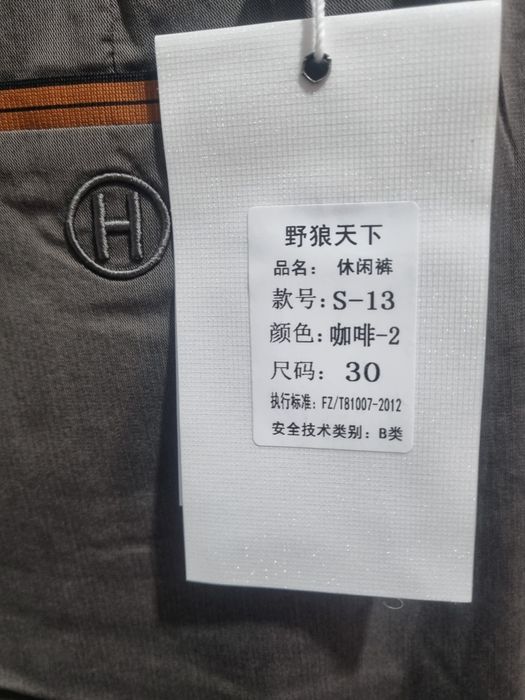 H
野狼天下
品名： 休闲裤
款号：S-13
颜色：咖啡-2
尺码： 30
执行标准：FZ/T81007-2012
安全技术类别：B类